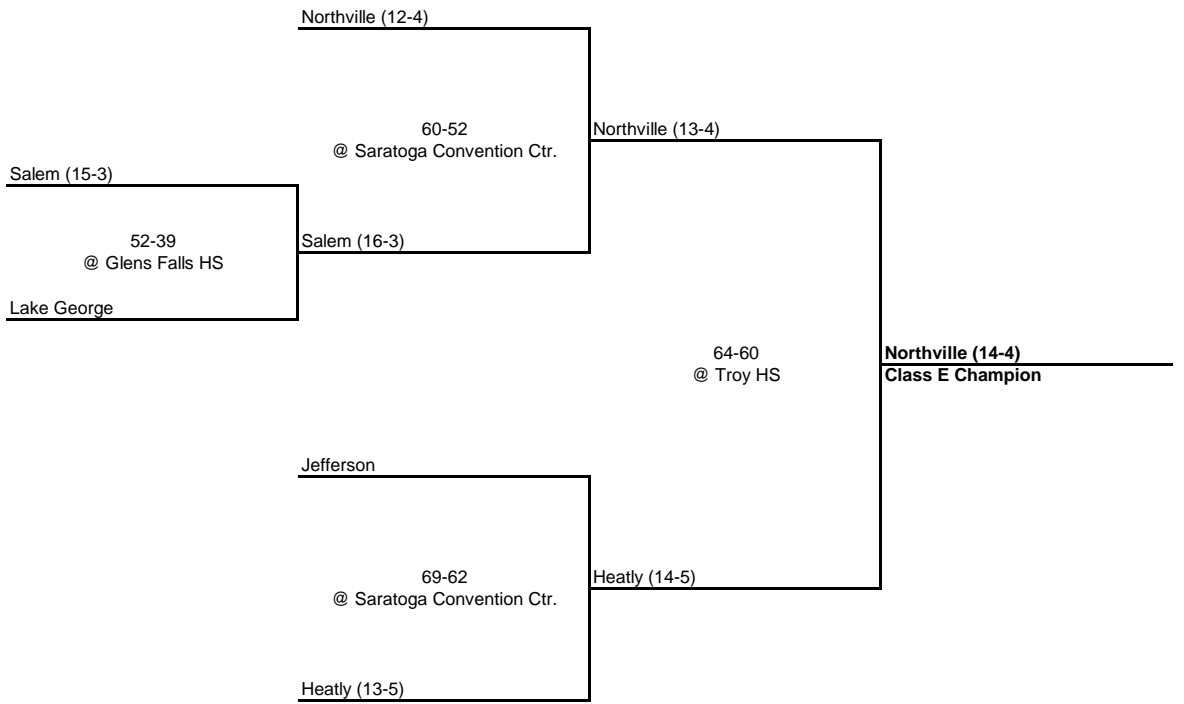 Northville (12-4)
60-52
@ Saratoga Convention Ctr.
Northville (13-4)
Salem (15-3)
52-39
@ Glens Falls HS
Salem (16-3)
Lake George
64-60
@ Troy HS
Northville (14-4)
Class E Champion
Jefferson
69-62
@ Saratoga Convention Ctr.
Heatly (14-5)
Heatly (13-5)